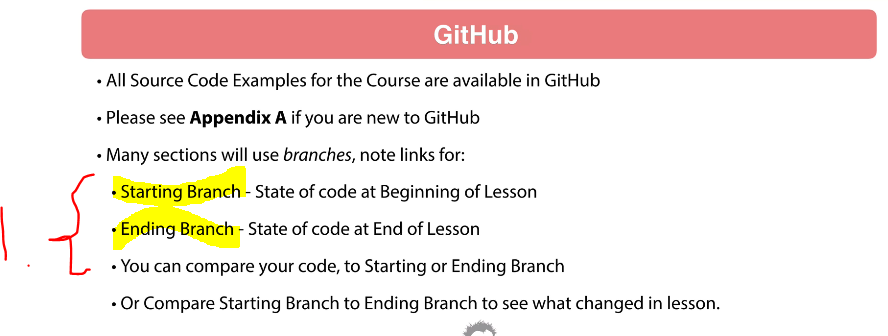 GitHub
• All Source Code Examples for the Course are available in GitHub
• Please see Appendix A if you are new to GitHub
• Many sections will use branches, note links for:
• Starting Branch - State of code at Beginning of Lesson
• Ending Branch - State of code at End of Lesson
1.
• You can compare your code, to Starting or Ending Branch
• Or Compare Starting Branch to Ending Branch to see what changed in lesson.